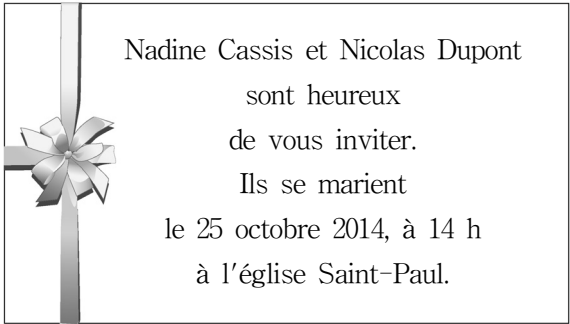 Nadine Cassis et Nicolas Dupont
sont heureux
de vous inviter.
Ils se marient
le 25 octobre 2014, à 14 h
à l'église Saint-Paul.